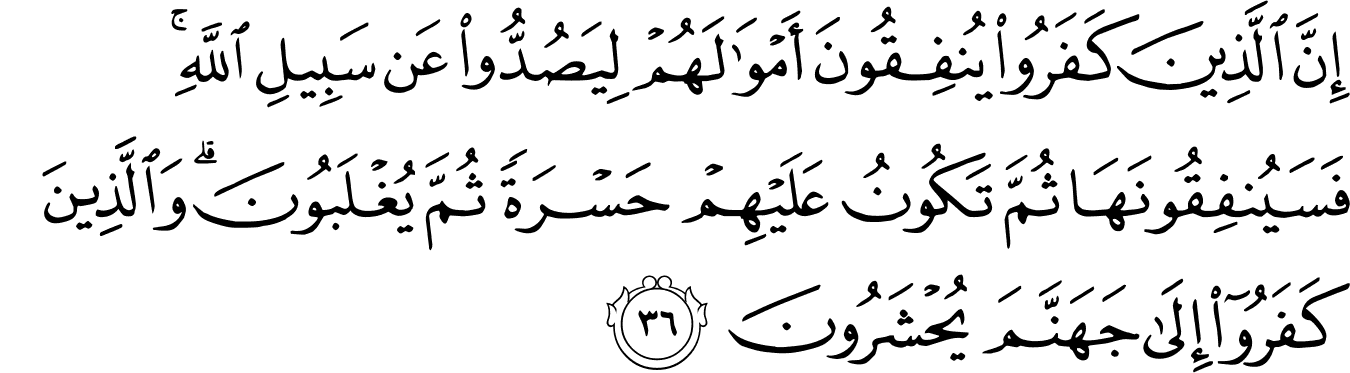 إِنَّ ٱلَّذِينَ كَفَرُوا۟ يُنفِقُونَ أَمْوَٰلَهُمْ لِيَصُدُّوا۟ عَن سَبِيلِ ٱللَّهِ ۚ
فَسَيُنفِقُونَهَا ثُمَّ تَكُونُ عَلَيْهِمْ حَسْرَةً ثُمَّ يُغْلَبُونَ ۗ وَٱلَّذِينَ
كَفَرُوٓا۟ إِلَىٰ جَهَنَّمَ يُحْشَرُونَ ٣٦